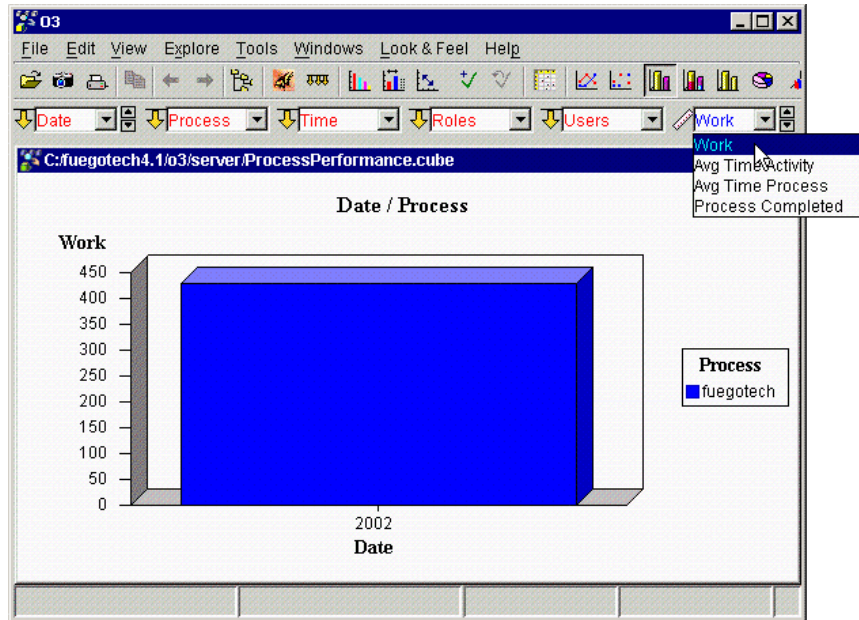 O3
File Edit View Explore Tools Windows Look & Feel Help
Date Process Time Roles Users Work
Work
Avg Time Activity
Avg Time Process
Process Completed
C:/fuegotech4.1/o3/server/ProcessPerformance.cube
Date / Process
Work
450
400
350
300
250
200
150
100
50
0
2002
Date
Process
fuegotech